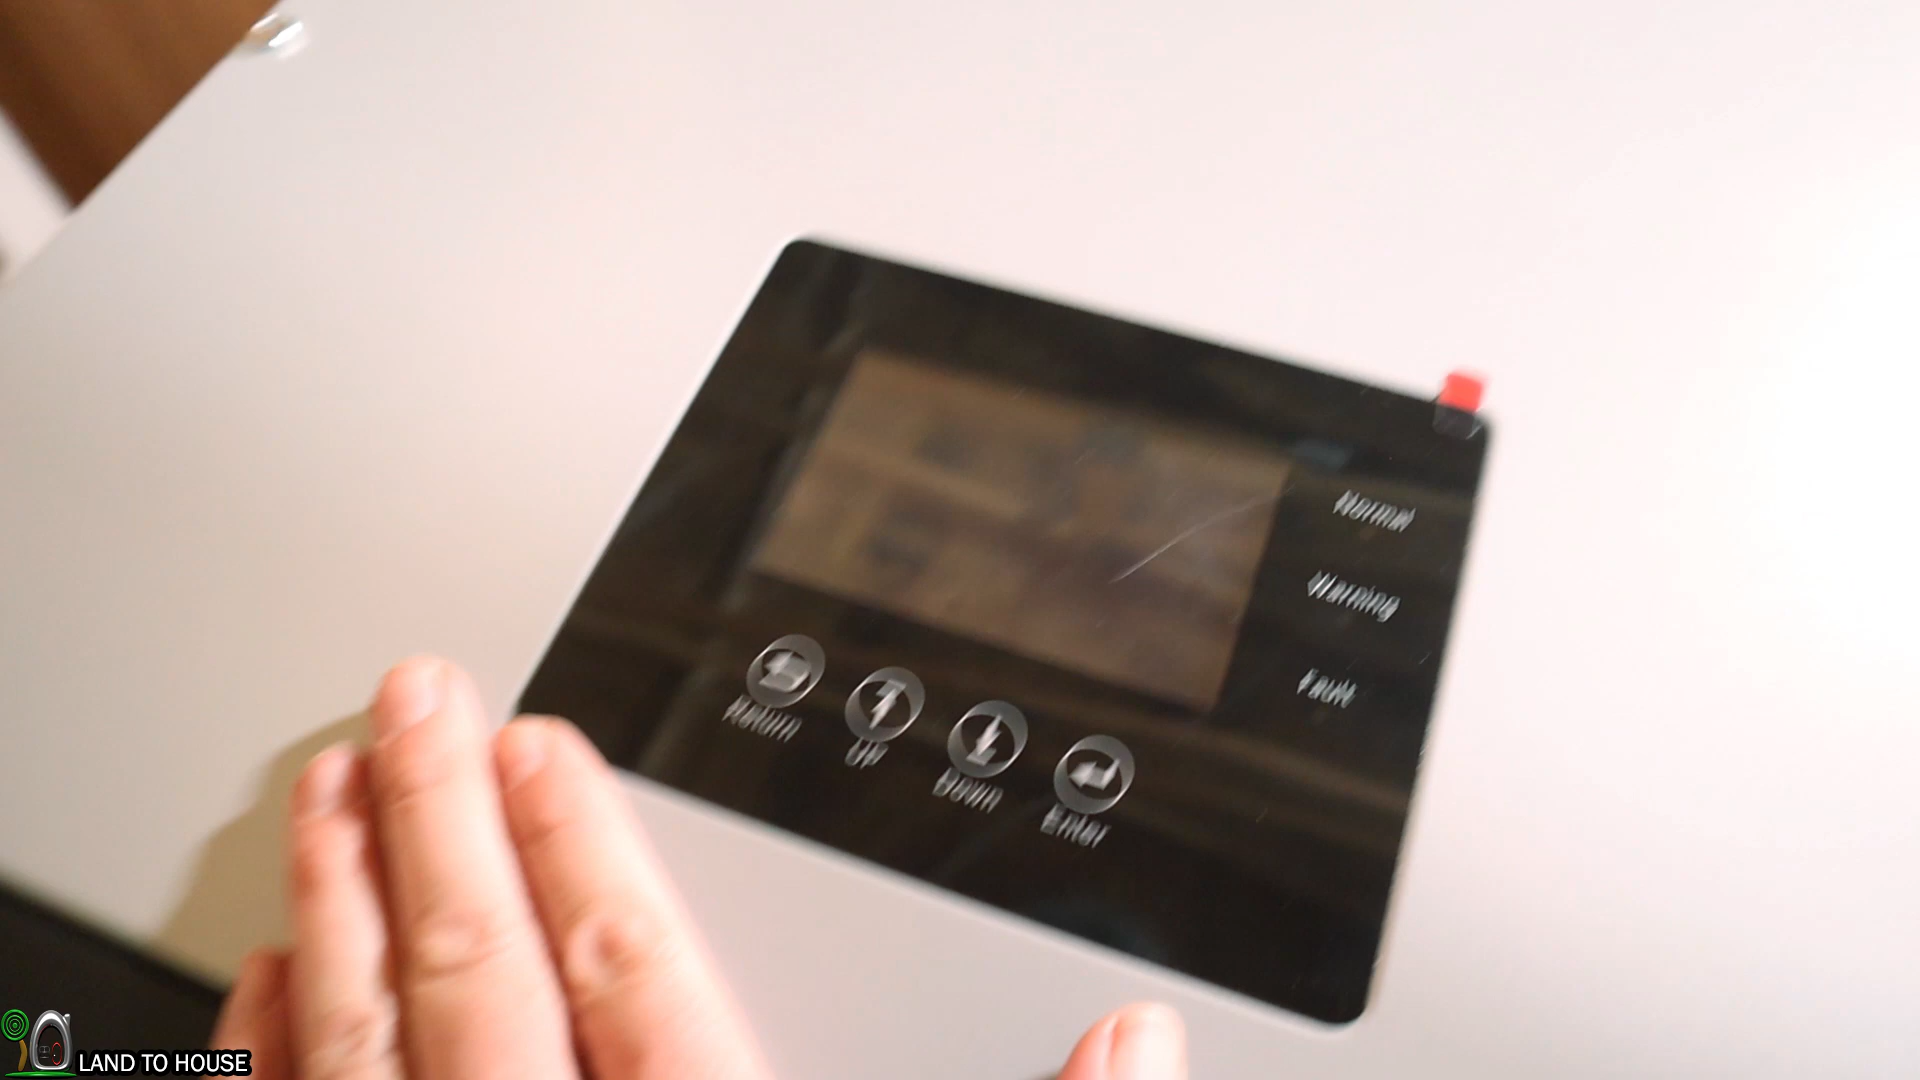 Normal
Warning
Fault
Return
UP
Down
Enter
LAND TO HOUSE